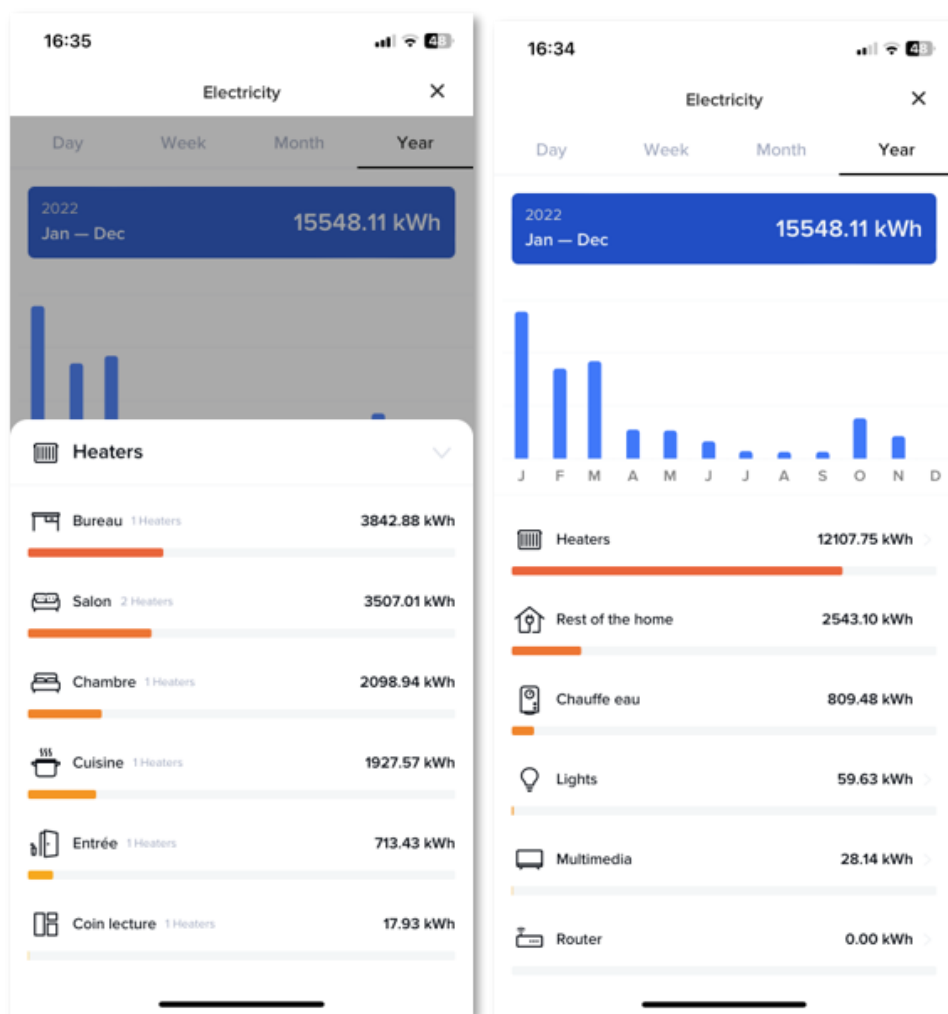 16:35
48
Electricity
Day Week Month Year
2022
Jan — Dec
15548.11 kWh
Heaters
Bureau 1 Heaters 3842.88 kWh
Salon 2 Heaters 3507.01 kWh
Chambre 1 Heaters 2098.94 kWh
Cuisine 1 Heaters 1927.57 kWh
Entrée 1 Heaters 713.43 kWh
Coin lecture 1 Heaters 17.93 kWh
16:34
48
Electricity
Day Week Month Year
2022
Jan — Dec
15548.11 kWh
J F M A M J J A S O N D
Heaters 12107.75 kWh
Rest of the home 2543.10 kWh
Chauffe eau 809.48 kWh
Lights 59.63 kWh
Multimedia 28.14 kWh
Router 0.00 kWh